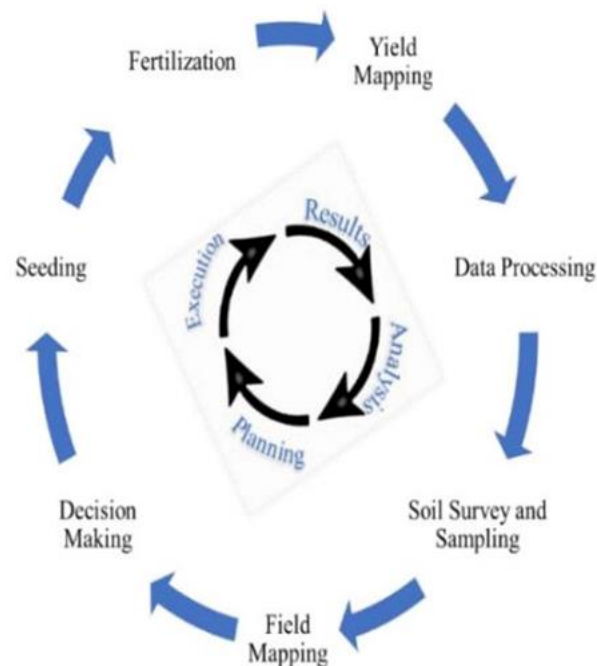 Fertilization
Yield
Mapping
Data Processing
Soil Survey and
Sampling
Field
Mapping
Decision
Making
Seeding
Results
Analysis
Planning
Execution